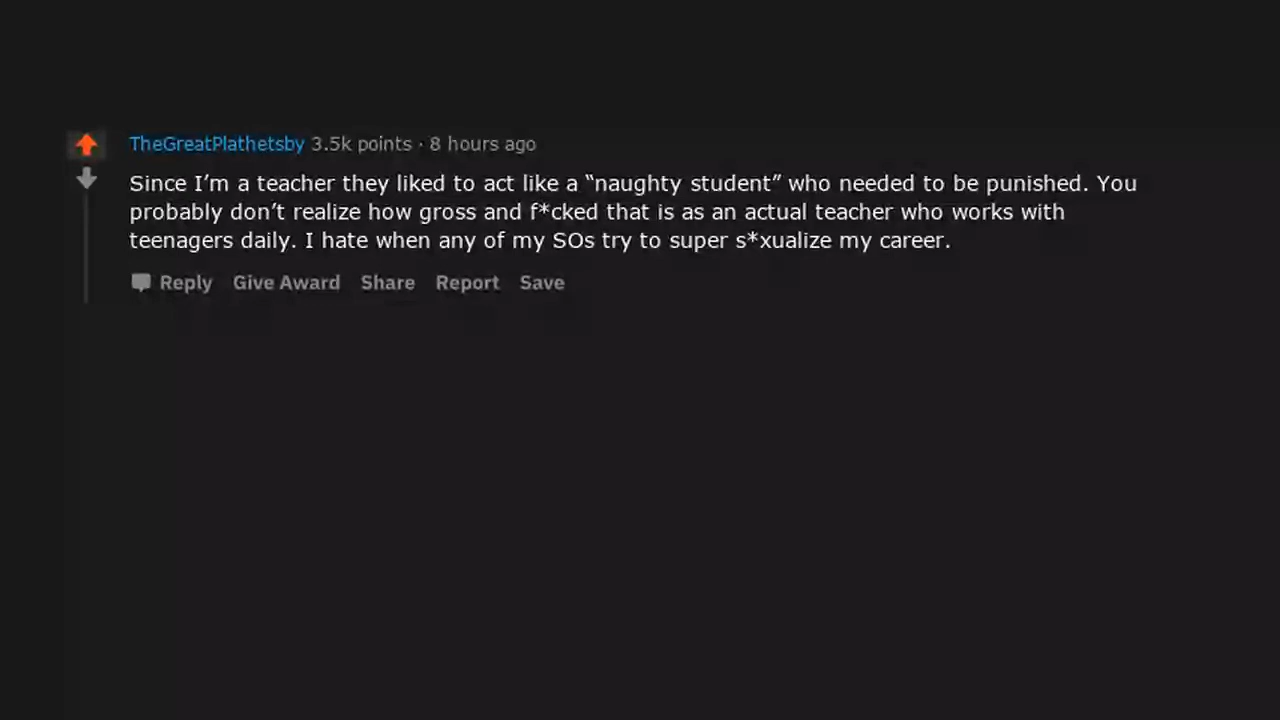 TheGreatPlathetsby 3.5k points · 8 hours ago
Since I’m a teacher they liked to act like a “naughty student” who needed to be punished. You
probably don’t realize how gross and f*cked that is as an actual teacher who works with
teenagers daily. I hate when any of my SOs try to super s*xualize my career.
Reply Give Award Share Report Save